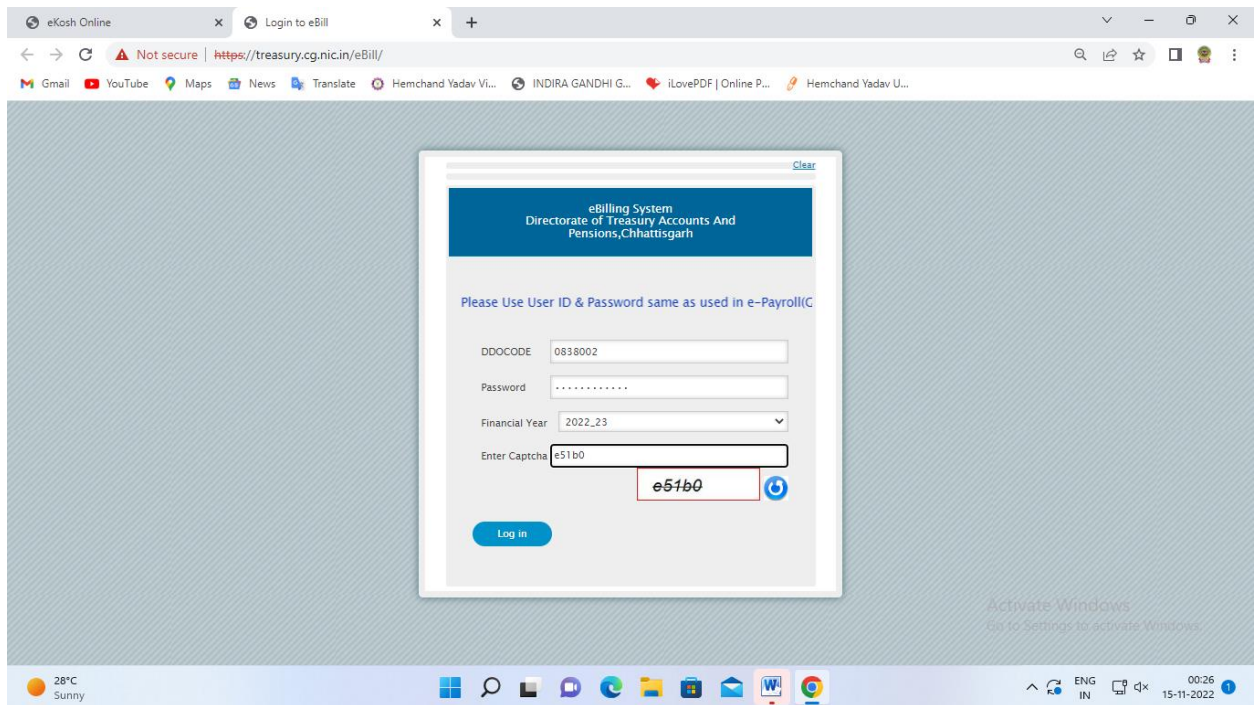 eKosh Online
Login to eBill
Not secure | https://treasury.cg.nic.in/eBill/
Gmail YouTube Maps News Translate Hemchand Yadav Vi... INDIRA GANDHI G... iLovePDF | Online P... Hemchand Yadav U...
Clear
eBilling System
Directorate of Treasury Accounts And
Pensions,Chhattisgarh
Please Use User ID & Password same as used in e-Payroll(C
DDOCODE 0838002
Password ............
Financial Year 2022_23
Enter Captcha e51b0
e51b0
Log in
Activate Windows
Go to Settings to activate Windows.
28°C
Sunny
ENG
IN
00:26
15-11-2022
1